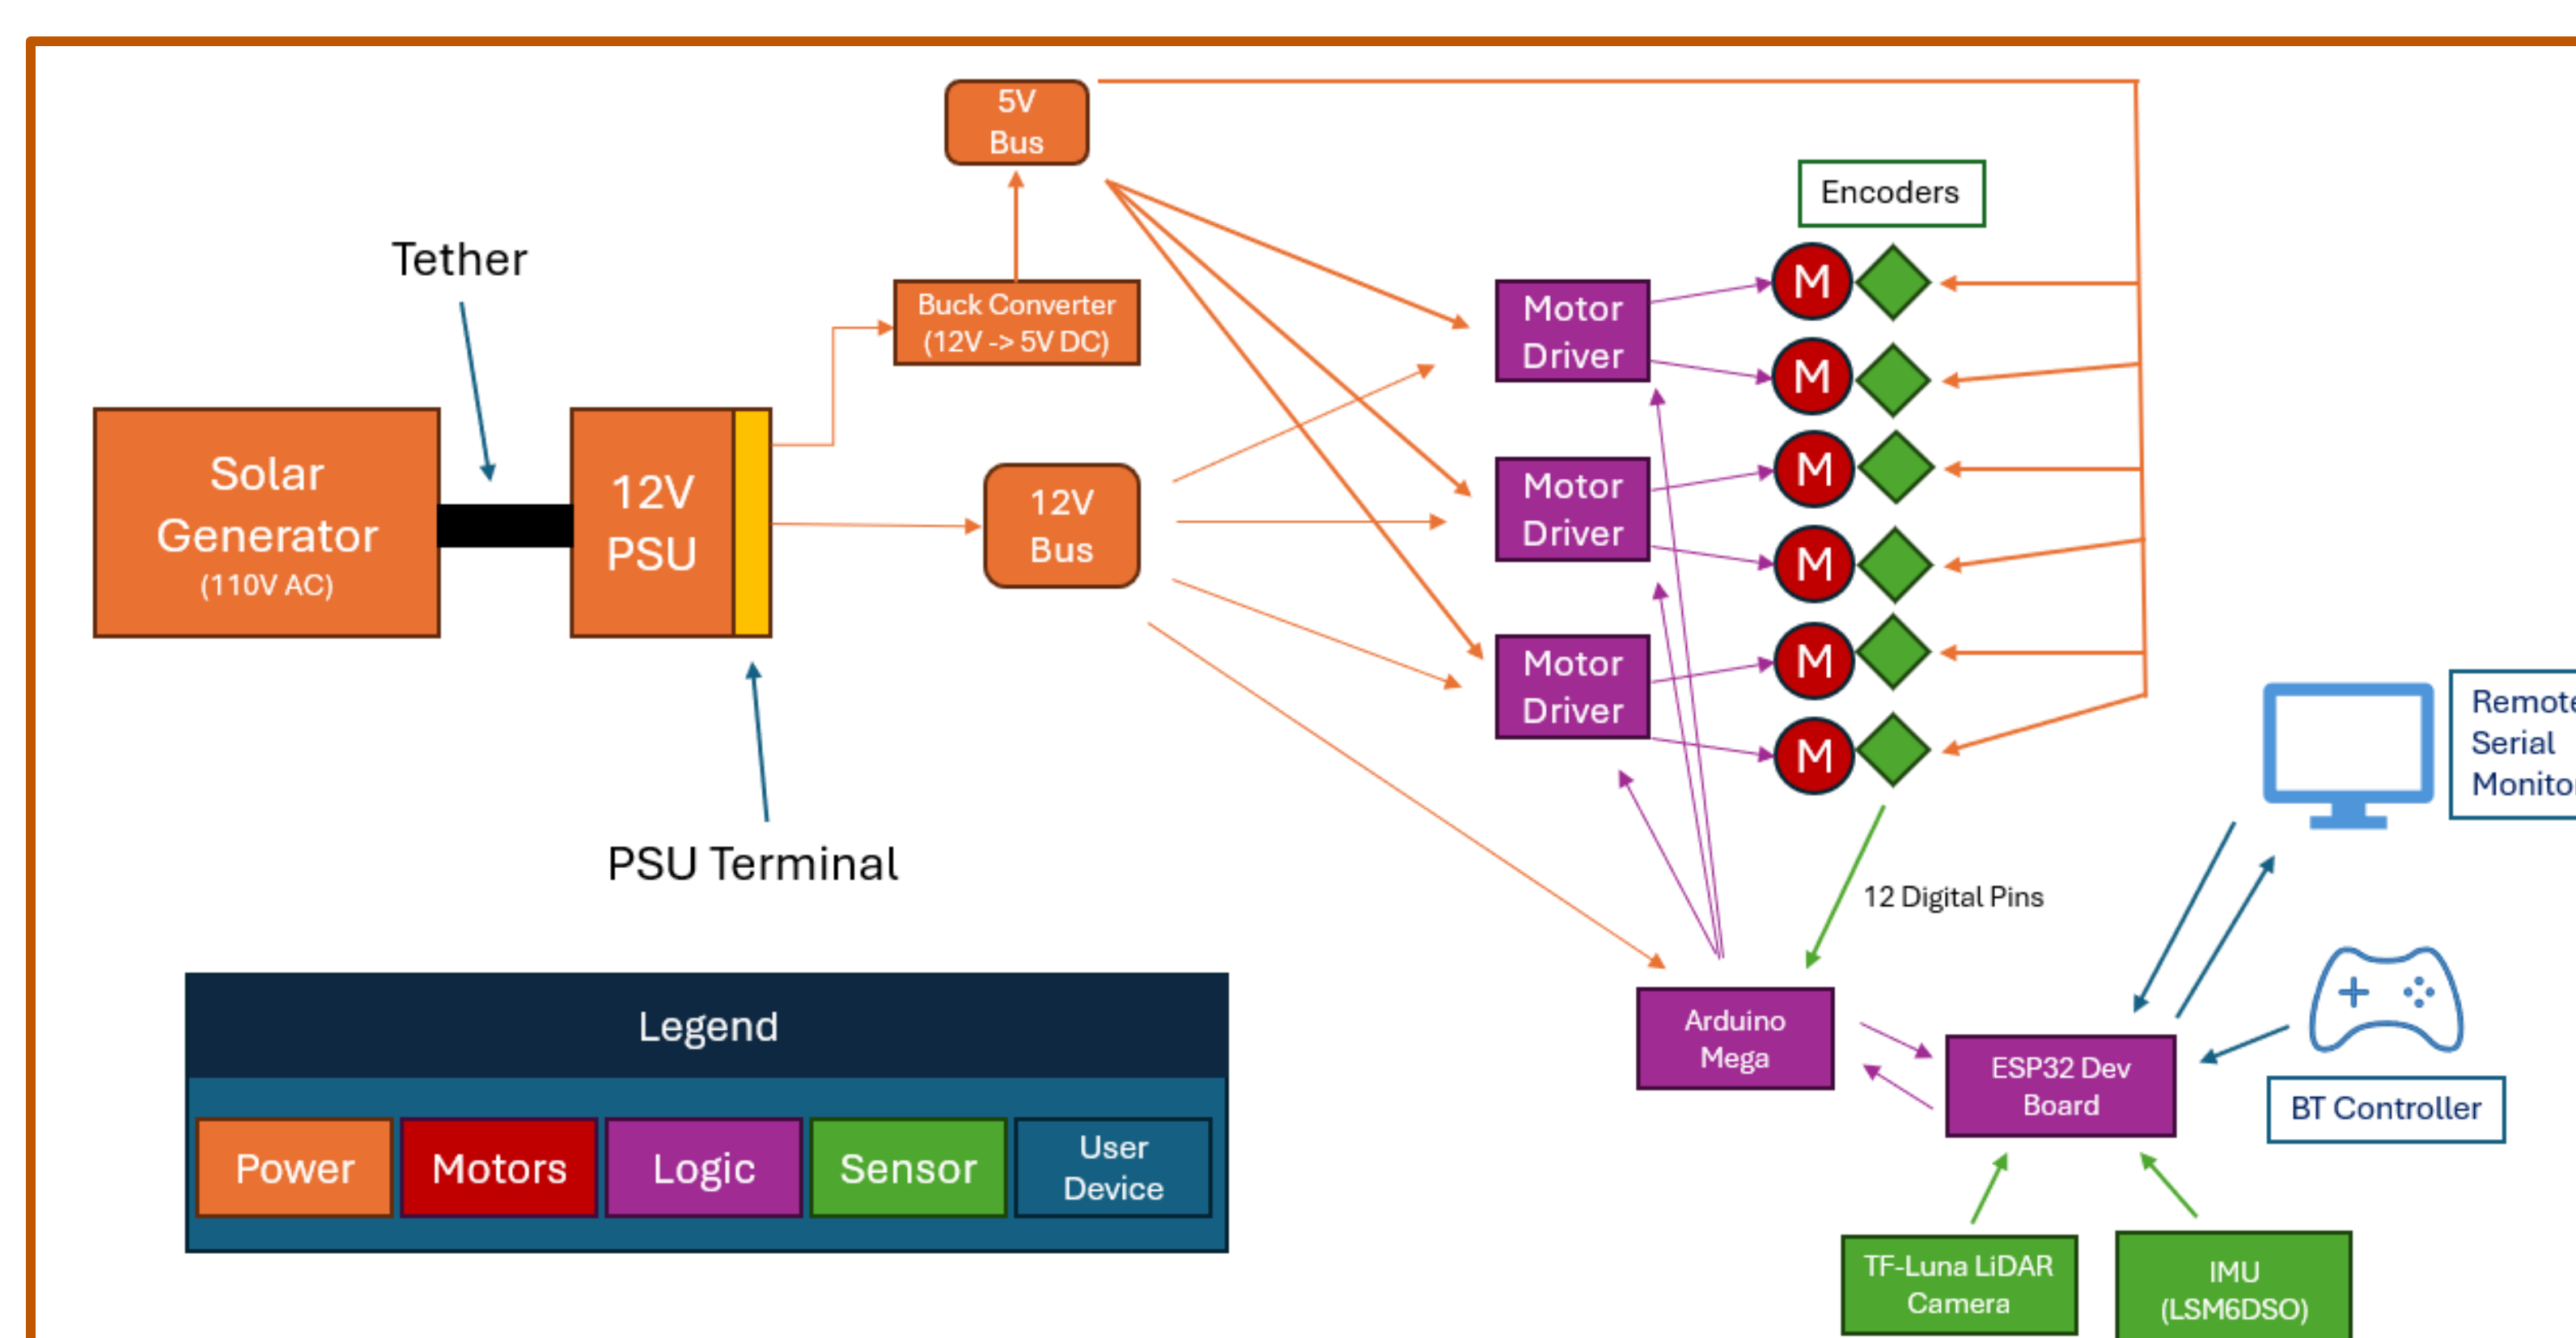 5V
Bus
Encoders
Tether
Buck Converter
(12V -> 5V DC)
Solar
Generator
(110V AC)
12V
PSU
12V
Bus
PSU Terminal
Motor
Driver
Motor
Driver
Motor
Driver
M
M
M
M
M
M
12 Digital Pins
Remote
Serial
Monitor
Arduino
Mega
ESP32 Dev
Board
BT Controller
TF-Luna LiDAR
Camera
IMU
(LSM6DSO)
Legend
Power
Motors
Logic
Sensor
User
Device